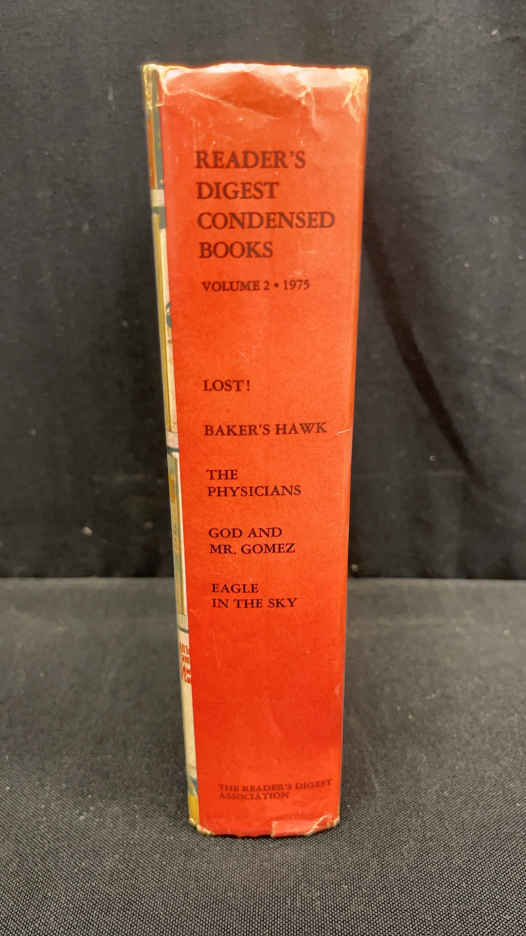 READER'S
DIGEST
CONDENSED
BOOKS
VOLUME 2 • 1975
LOST!
BAKER'S HAWK
THE
PHYSICIANS
GOD AND
MR. GOMEZ
EAGLE
IN THE SKY
THE READER'S DIGEST
ASSOCIATION